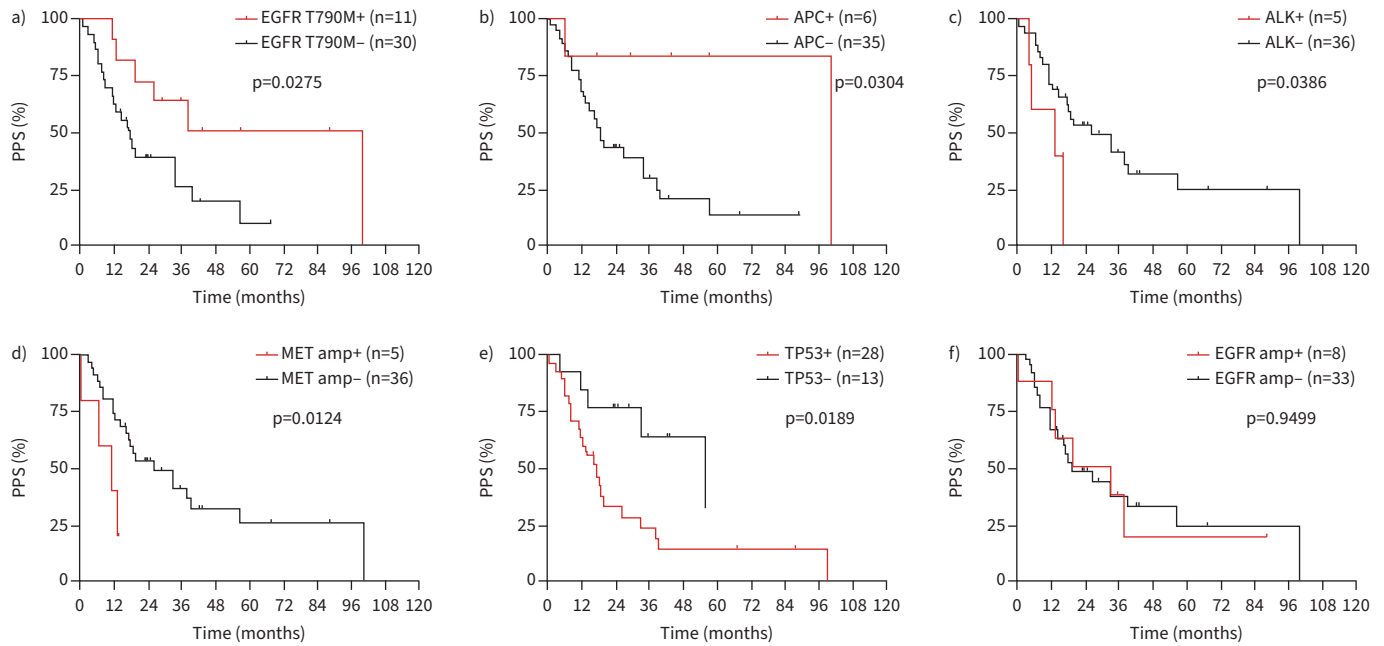 a)
EGFR T790M+ (n=11)
EGFR T790M– (n=30)
p=0.0275
PPS (%)
100
75
50
25
0
0 12 24 36 48 60 72 84 96 108 120
Time (months)
b)
APC+ (n=6)
APC– (n=35)
p=0.0304
PPS (%)
100
75
50
25
0
0 12 24 36 48 60 72 84 96 108 120
Time (months)
c)
ALK+ (n=5)
ALK– (n=36)
p=0.0386
PPS (%)
100
75
50
25
0
0 12 24 36 48 60 72 84 96 108 120
Time (months)
d)
MET amp+ (n=5)
MET amp– (n=36)
p=0.0124
PPS (%)
100
75
50
25
0
0 12 24 36 48 60 72 84 96 108 120
Time (months)
e)
TP53+ (n=28)
TP53– (n=13)
p=0.0189
PPS (%)
100
75
50
25
0
0 12 24 36 48 60 72 84 96 108 120
Time (months)
f)
EGFR amp+ (n=8)
EGFR amp– (n=33)
p=0.9499
PPS (%)
100
75
50
25
0
0 12 24 36 48 60 72 84 96 108 120
Time (months)